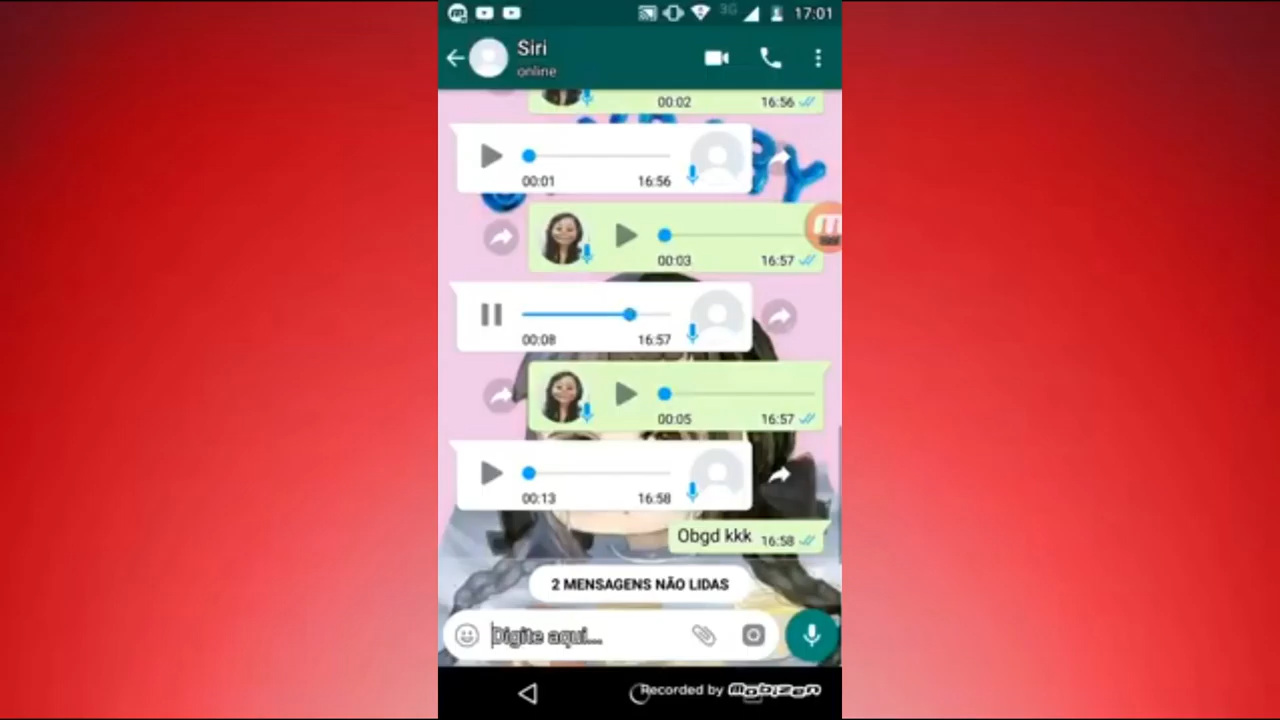 3G 17:01
Siri
online
00:02 16:56
00:01 16:56
00:03 16:57
00:08 16:57
00:05 16:57
00:13 16:58
Obgd kkk 16:58
2 MENSAGENS NÃO LIDAS
Digite aqui...
Recorded by Mobizen